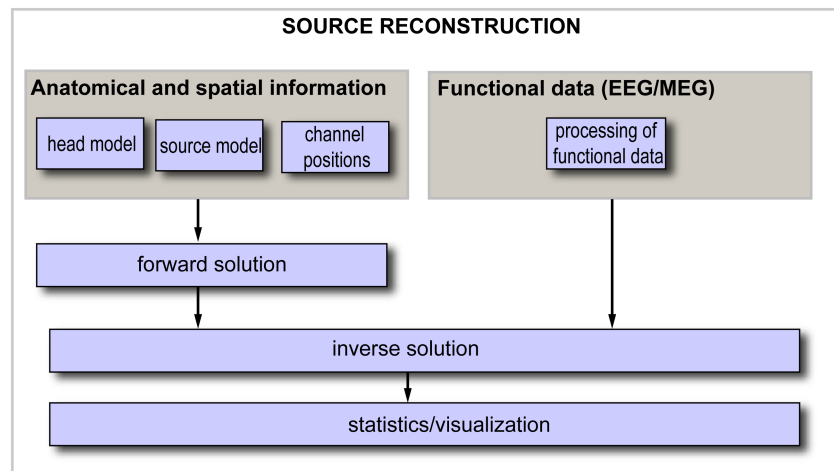 SOURCE RECONSTRUCTION
Anatomical and spatial information
head model
source model
channel
positions
Functional data (EEG/MEG)
processing of
functional data
forward solution
inverse solution
statistics/visualization